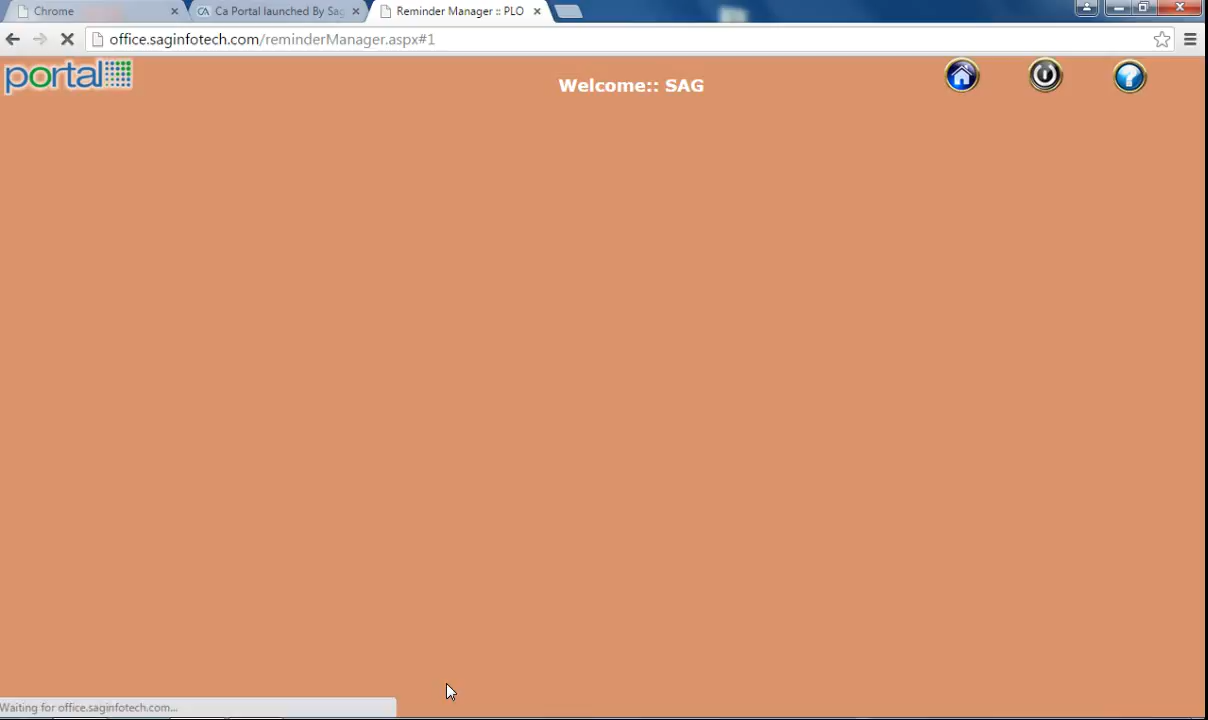 Chrome
Ca Portal launched By Sag
Reminder Manager :: PLO
office.saginfotech.com/reminderManager.aspx#1
portal
Welcome:: SAG
?
Waiting for office.saginfotech.com...